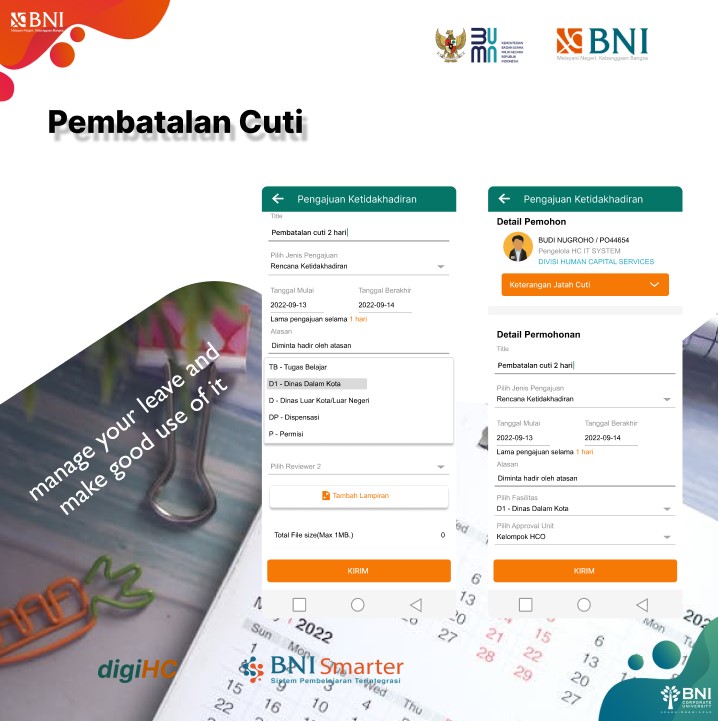 BNI
Melayani Negeri, Kebanggaan Bangsa
BUMN
KEMENTERIAN
BADAN USAHA
MILIK NEGARA
REPUBLIK
INDONESIA
BNI
Melayani Negeri, Kebanggaan Bangsa
Pembatalan Cuti
manage your leave and
make good use of it
Pengajuan Ketidakhadiran
Title
Pembatalan cuti 2 hari
Pilih Jenis Pengajuan
Rencana Ketidakhadiran
Tanggal Mulai Tanggal Berakhir
2022-09-13 2022-09-14
Lama pengajuan selama 1 hari
Alasan
Diminta hadir oleh atasan
TB - Tugas Belajar
D1 - Dinas Dalam Kota
D - Dinas Luar Kota/Luar Negeri
DP - Dispensasi
P - Permisi
Pilih Reviewer 2
Tambah Lampiran
Total File size(Max 1MB.) 0
KIRIM
Pengajuan Ketidakhadiran
Detail Pemohon
BUDI NUGROHO / PO44654
Pengelola HC IT SYSTEM
DIVISI HUMAN CAPITAL SERVICES
Keterangan Jatah Cuti
Detail Permohonan
Title
Pembatalan cuti 2 hari
Pilih Jenis Pengajuan
Rencana Ketidakhadiran
Tanggal Mulai Tanggal Berakhir
2022-09-13 2022-09-14
Lama pengajuan selama 1 hari
Alasan
Diminta hadir oleh atasan
Pilih Fasilitas
D1 - Dinas Dalam Kota
Pilih Approval Unit
Kelompok HCO
KIRIM
2022
Sun Mon Tue Wed Thu
digiHC
BNI Smarter
Sistem Pembelajaran Terintegrasi
BNI
CORPORATE
UNIVERSITY